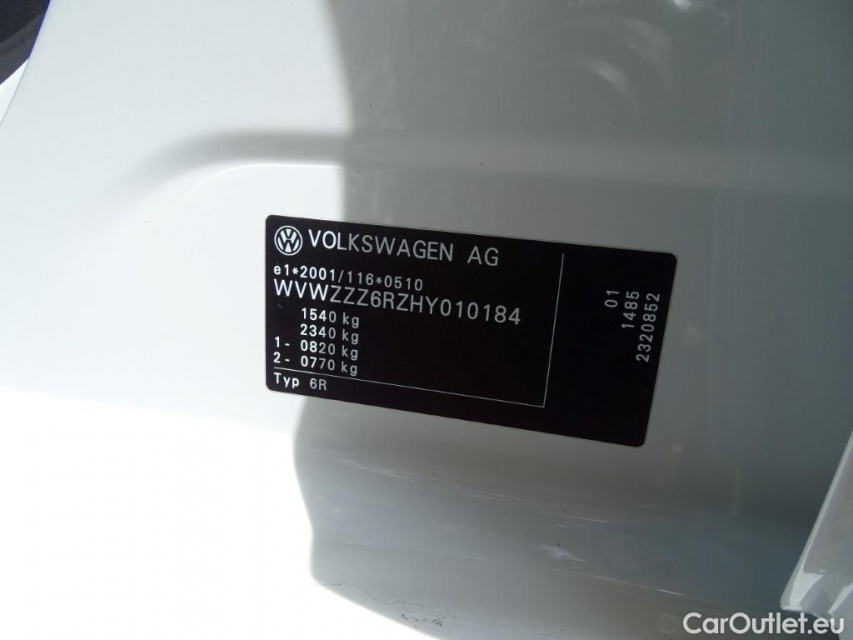 VOLKSWAGEN AG
e1*2001/116*0510
WVWZZZ6RZHY010184
1540 kg
2340 kg
1- 0820 kg
2- 0770 kg
Typ 6R
01
1485
2320852
CarOutlet.eu